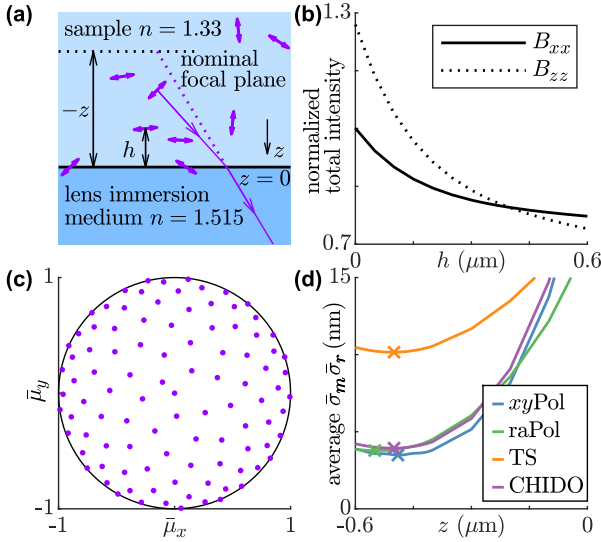 (a)
sample n = 1.33
nominal
focal plane
−z
h
z
z = 0
lens immersion
medium n = 1.515
(b)
normalized
total intensity
1.3
0.7
0
h (μm)
0.6
B_xx
B_zz
(c)
1
μ̄_y
-1
-1
μ̄_x
1
(d)
average σ̄_m σ̄_r (nm)
15
0
-0.6
z (μm)
0
xyPol
raPol
TS
CHIDO